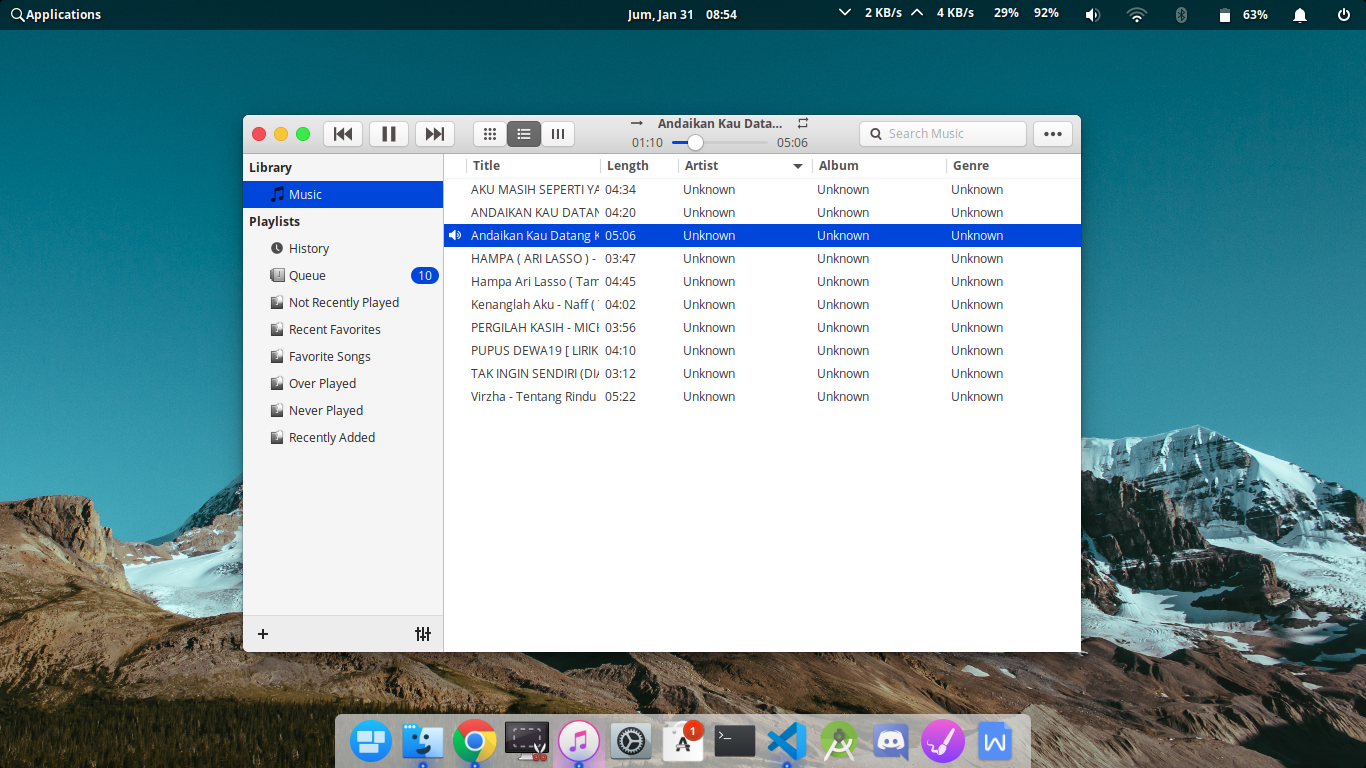 Applications Jum, Jan 31 08:54 2 KB/s 4 KB/s 29% 92% 63%
Andaikan Kau Data...
01:10 05:06
Search Music
Library
Music
Playlists
History
Queue 10
Not Recently Played
Recent Favorites
Favorite Songs
Over Played
Never Played
Recently Added
Title Length Artist Album Genre
AKU MASIH SEPERTI YA 04:34 Unknown Unknown Unknown
ANDAIKAN KAU DATAN 04:20 Unknown Unknown Unknown
Andaikan Kau Datang K 05:06 Unknown Unknown Unknown
HAMPA ( ARI LASSO ) - 03:47 Unknown Unknown Unknown
Hampa Ari Lasso ( Tam 04:45 Unknown Unknown Unknown
Kenanglah Aku - Naff ( 04:02 Unknown Unknown Unknown
PERGILAH KASIH - MICH 03:56 Unknown Unknown Unknown
PUPUS DEWA19 [ LIRIK 04:10 Unknown Unknown Unknown
TAK INGIN SENDIRI (DIA 03:12 Unknown Unknown Unknown
Virzha - Tentang Rindu 05:22 Unknown Unknown Unknown
1